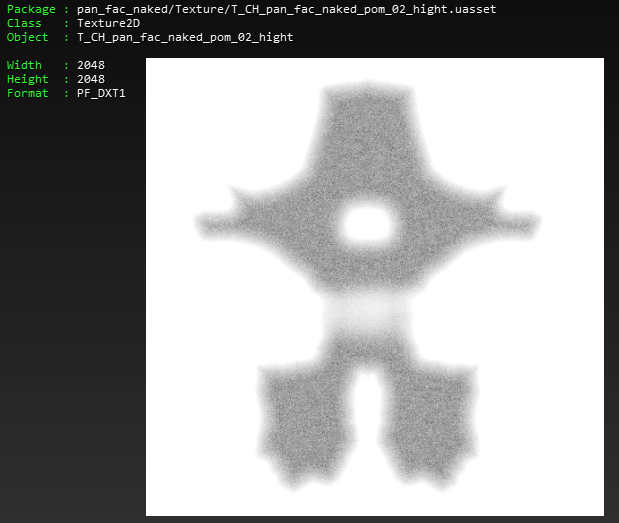 Package : pan_fac_naked/Texture/T_CH_pan_fac_naked_pom_02_hight.uasset
Class : Texture2D
Object : T_CH_pan_fac_naked_pom_02_hight
Width : 2048
Height : 2048
Format : PF_DXT1